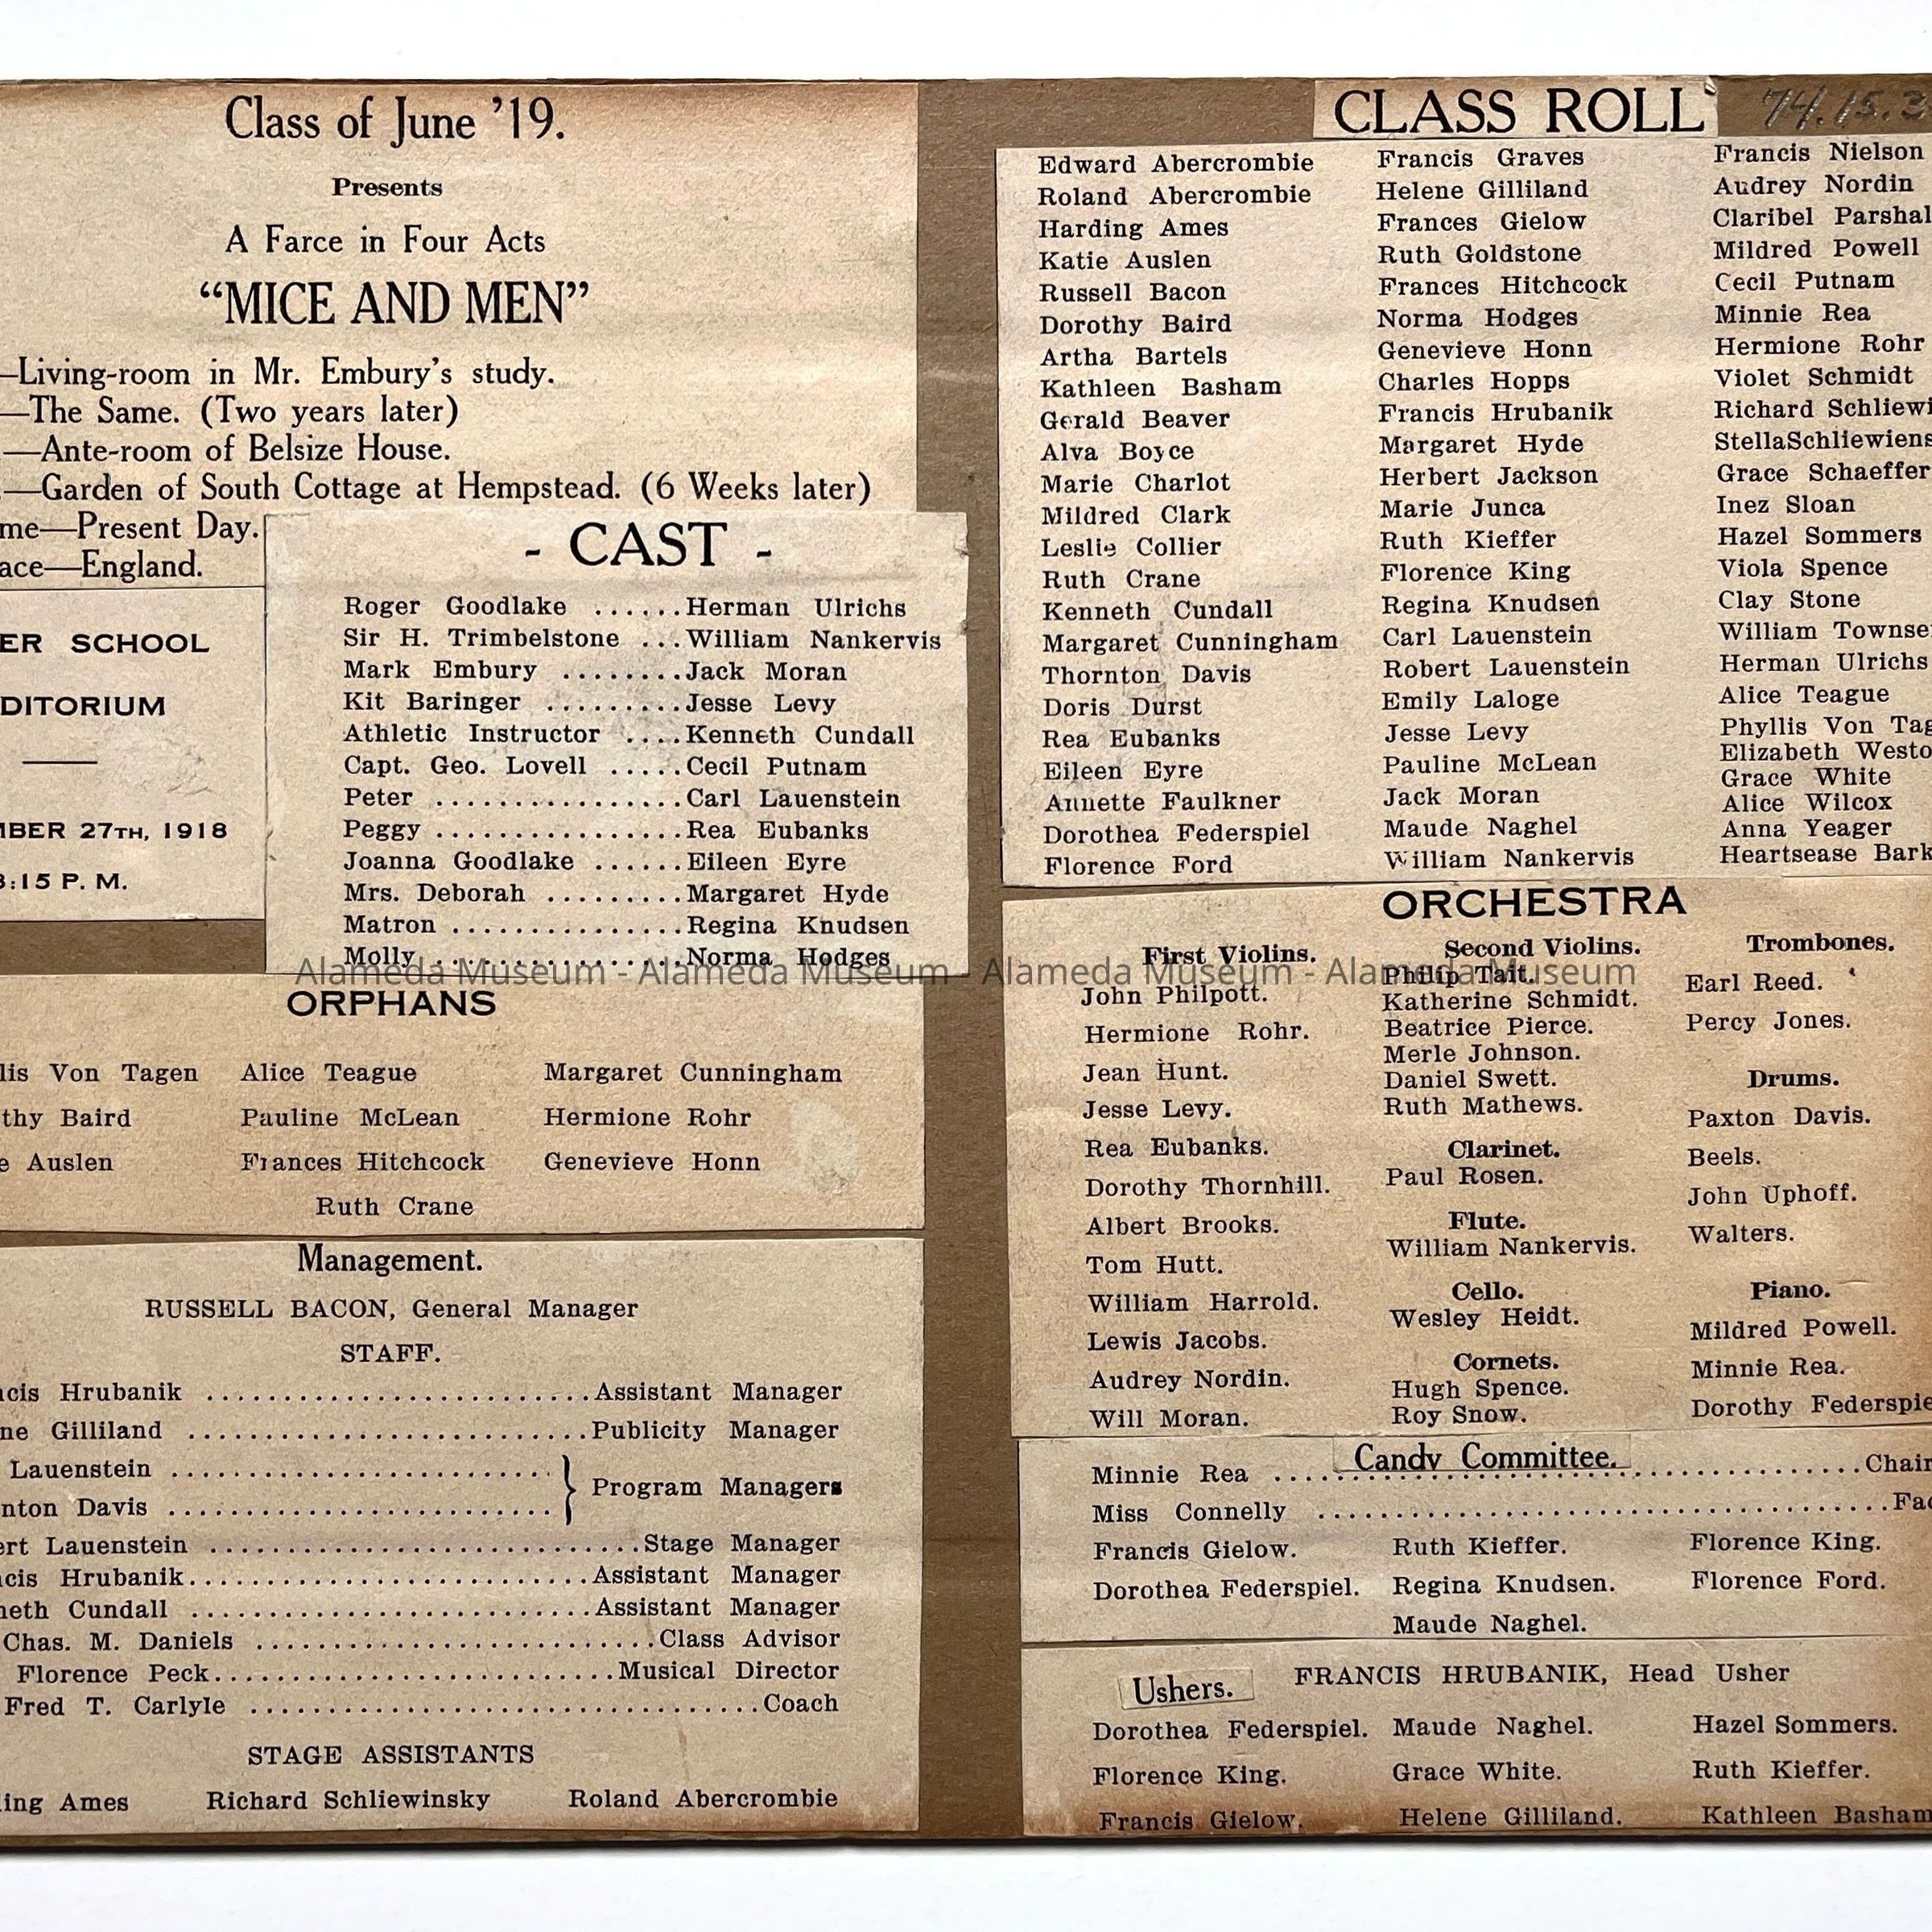 Class of June '19.
Presents
A Farce in Four Acts
“MICE AND MEN”
—Living-room in Mr. Embury's study.
—The Same. (Two years later)
—Ante-room of Belsize House.
—Garden of South Cottage at Hempstead. (6 Weeks later)
me—Present Day.
ace—England.
ER SCHOOL
DITORIUM
MBER 27TH, 1918
8:15 P. M.
- CAST -
Roger Goodlake ......Herman Ulrichs
Sir H. Trimbelstone ...William Nankervis
Mark Embury ........Jack Moran
Kit Baringer .........Jesse Levy
Athletic Instructor ....Kenneth Cundall
Capt. Geo. Lovell .....Cecil Putnam
Peter ................Carl Lauenstein
Peggy ................Rea Eubanks
Joanna Goodlake ......Eileen Eyre
Mrs. Deborah .........Margaret Hyde
Matron ...............Regina Knudsen
Molly ................Norma Hodges
ORPHANS
lis Von Tagen Alice Teague Margaret Cunningham
thy Baird Pauline McLean Hermione Rohr
e Auslen Frances Hitchcock Genevieve Honn
Ruth Crane
Management.
RUSSELL BACON, General Manager
STAFF.
ncis Hrubanik ........................Assistant Manager
ne Gilliland .........................Publicity Manager
Lauenstein ........................
nton Davis ........................
} Program Managers
ert Lauenstein ...........................Stage Manager
ncis Hrubanik.........................Assistant Manager
neth Cundall .........................Assistant Manager
Chas. M. Daniels .........................Class Advisor
Florence Peck.........................Musical Director
Fred T. Carlyle ................................Coach
STAGE ASSISTANTS
ling Ames Richard Schliewinsky Roland Abercrombie
CLASS ROLL
74.15.3
Edward Abercrombie
Roland Abercrombie
Harding Ames
Katie Auslen
Russell Bacon
Dorothy Baird
Artha Bartels
Kathleen Basham
Gerald Beaver
Alva Boyce
Marie Charlot
Mildred Clark
Leslie Collier
Ruth Crane
Kenneth Cundall
Margaret Cunningham
Thornton Davis
Doris Durst
Rea Eubanks
Eileen Eyre
Annette Faulkner
Dorothea Federspiel
Florence Ford
Francis Graves
Helene Gilliland
Frances Gielow
Ruth Goldstone
Frances Hitchcock
Norma Hodges
Genevieve Honn
Charles Hopps
Francis Hrubanik
Margaret Hyde
Herbert Jackson
Marie Junca
Ruth Kieffer
Florence King
Regina Knudsen
Carl Lauenstein
Robert Lauenstein
Emily Laloge
Jesse Levy
Pauline McLean
Jack Moran
Maude Naghel
William Nankervis
Francis Nielson
Audrey Nordin
Claribel Parshal
Mildred Powell
Cecil Putnam
Minnie Rea
Hermione Rohr
Violet Schmidt
Richard Schliewi
StellaSchliewiens
Grace Schaeffer
Inez Sloan
Hazel Sommers
Viola Spence
Clay Stone
William Townse
Herman Ulrichs
Alice Teague
Phyllis Von Tag
Elizabeth Westo
Grace White
Alice Wilcox
Anna Yeager
Heartsease Bark
ORCHESTRA
First Violins.
John Philpott.
Hermione Rohr.
Jean Hunt.
Jesse Levy.
Rea Eubanks.
Dorothy Thornhill.
Albert Brooks.
Tom Hutt.
William Harrold.
Lewis Jacobs.
Audrey Nordin.
Will Moran.
Second Violins.
Philip Tait.
Katherine Schmidt.
Beatrice Pierce.
Merle Johnson.
Daniel Swett.
Ruth Mathews.
Clarinet.
Paul Rosen.
Flute.
William Nankervis.
Cello.
Wesley Heidt.
Cornets.
Hugh Spence.
Roy Snow.
Trombones.
Earl Reed.
Percy Jones.
Drums.
Paxton Davis.
Beels.
John Uphoff.
Walters.
Piano.
Mildred Powell.
Minnie Rea.
Dorothy Federspie
Candy Committee.
Minnie Rea ....................................Chair
Miss Connelly ....................................Fac
Francis Gielow. Ruth Kieffer. Florence King.
Dorothea Federspiel. Regina Knudsen. Florence Ford.
Maude Naghel.
Ushers. FRANCIS HRUBANIK, Head Usher
Dorothea Federspiel. Maude Naghel. Hazel Sommers.
Florence King. Grace White. Ruth Kieffer.
Francis Gielow. Helene Gilliland. Kathleen Basham
Alameda Museum - Alameda Museum - Alameda Museum - Alameda Museum